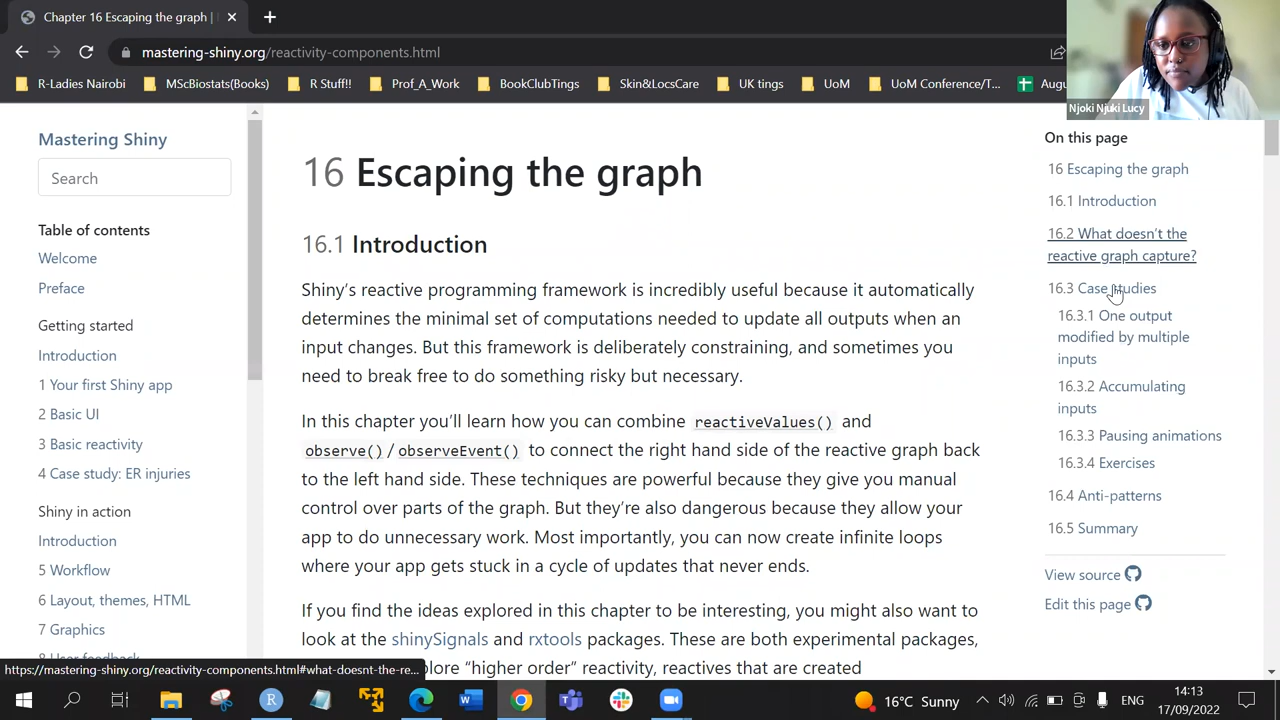 Chapter 16 Escaping the graph |
mastering-shiny.org/reactivity-components.html
R-Ladies Nairobi
MScBiostats(Books)
R Stuff!!
Prof_A_Work
BookClubTings
Skin&LocsCare
UK tings
UoM
UoM Conference/T...
Augu
Njoki Njuki Lucy
Mastering Shiny
Search
Table of contents
Welcome
Preface
Getting started
Introduction
1 Your first Shiny app
2 Basic UI
3 Basic reactivity
4 Case study: ER injuries
Shiny in action
Introduction
5 Workflow
6 Layout, themes, HTML
7 Graphics
8 User feedback
16 Escaping the graph
16.1 Introduction
Shiny’s reactive programming framework is incredibly useful because it automatically
determines the minimal set of computations needed to update all outputs when an
input changes. But this framework is deliberately constraining, and sometimes you
need to break free to do something risky but necessary.
In this chapter you’ll learn how you can combine reactiveValues() and
observe()/observeEvent() to connect the right hand side of the reactive graph back
to the left hand side. These techniques are powerful because they give you manual
control over parts of the graph. But they’re also dangerous because they allow your
app to do unnecessary work. Most importantly, you can now create infinite loops
where your app gets stuck in a cycle of updates that never ends.
If you find the ideas explored in this chapter to be interesting, you might also want to
look at the shinySignals and rxtools packages. These are both experimental packages,
plore “higher order” reactivity, reactives that are created
On this page
16 Escaping the graph
16.1 Introduction
16.2 What doesn’t the
reactive graph capture?
16.3 Case studies
16.3.1 One output
modified by multiple
inputs
16.3.2 Accumulating
inputs
16.3.3 Pausing animations
16.3.4 Exercises
16.4 Anti-patterns
16.5 Summary
View source
Edit this page
https://mastering-shiny.org/reactivity-components.html#what-doesnt-the-re...
16°C Sunny
ENG
14:13
17/09/2022